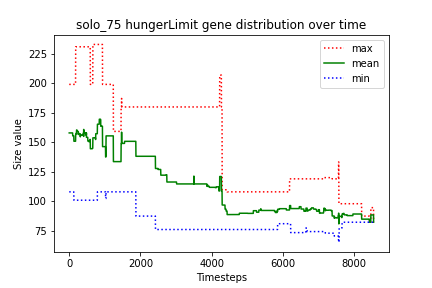 solo_75 hungerLimit gene distribution over time
max
mean
min
Size value
225
200
175
150
125
100
75
0
2000
4000
6000
8000
Timesteps